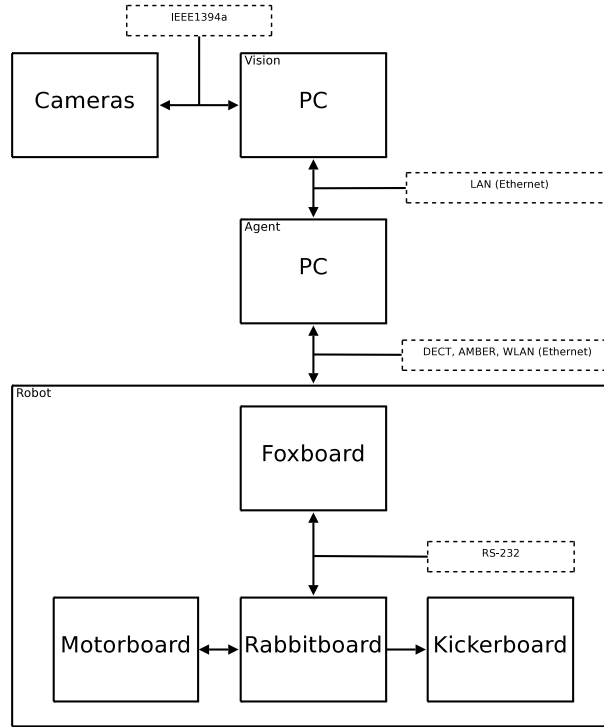 IEEE1394a
Vision
Cameras
PC
LAN (Ethernet)
Agent
PC
DECT, AMBER, WLAN (Ethernet)
Robot
Foxboard
RS-232
Motorboard
Rabbitboard
Kickerboard